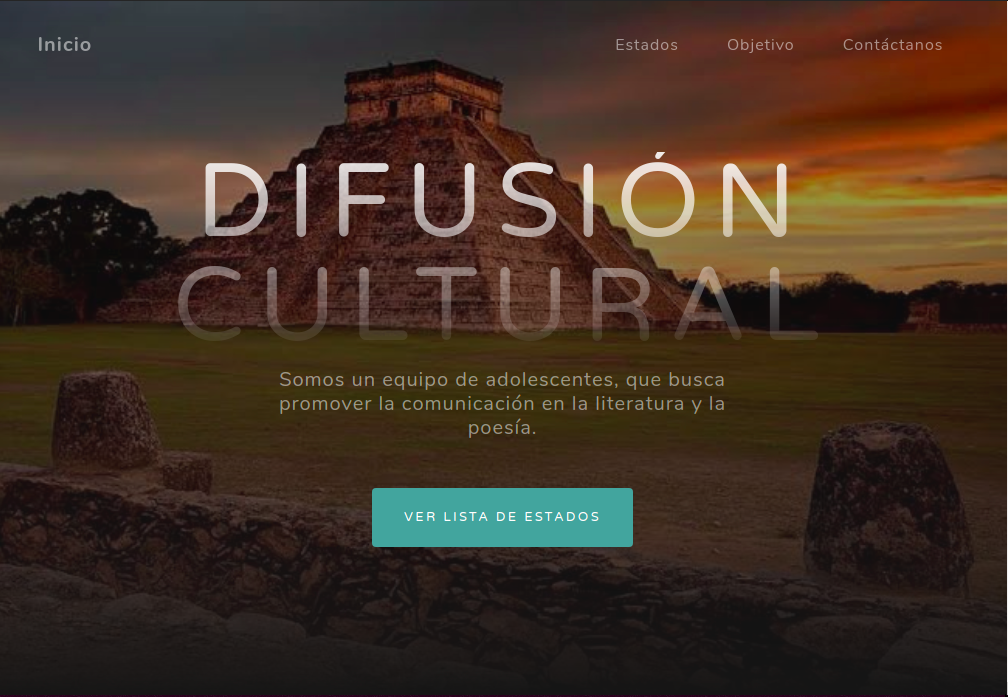 Inicio
Estados
Objetivo
Contáctanos
DIFUSIÓN
CULTURAL
Somos un equipo de adolescentes, que busca
promover la comunicación en la literatura y la
poesía.
VER LISTA DE ESTADOS